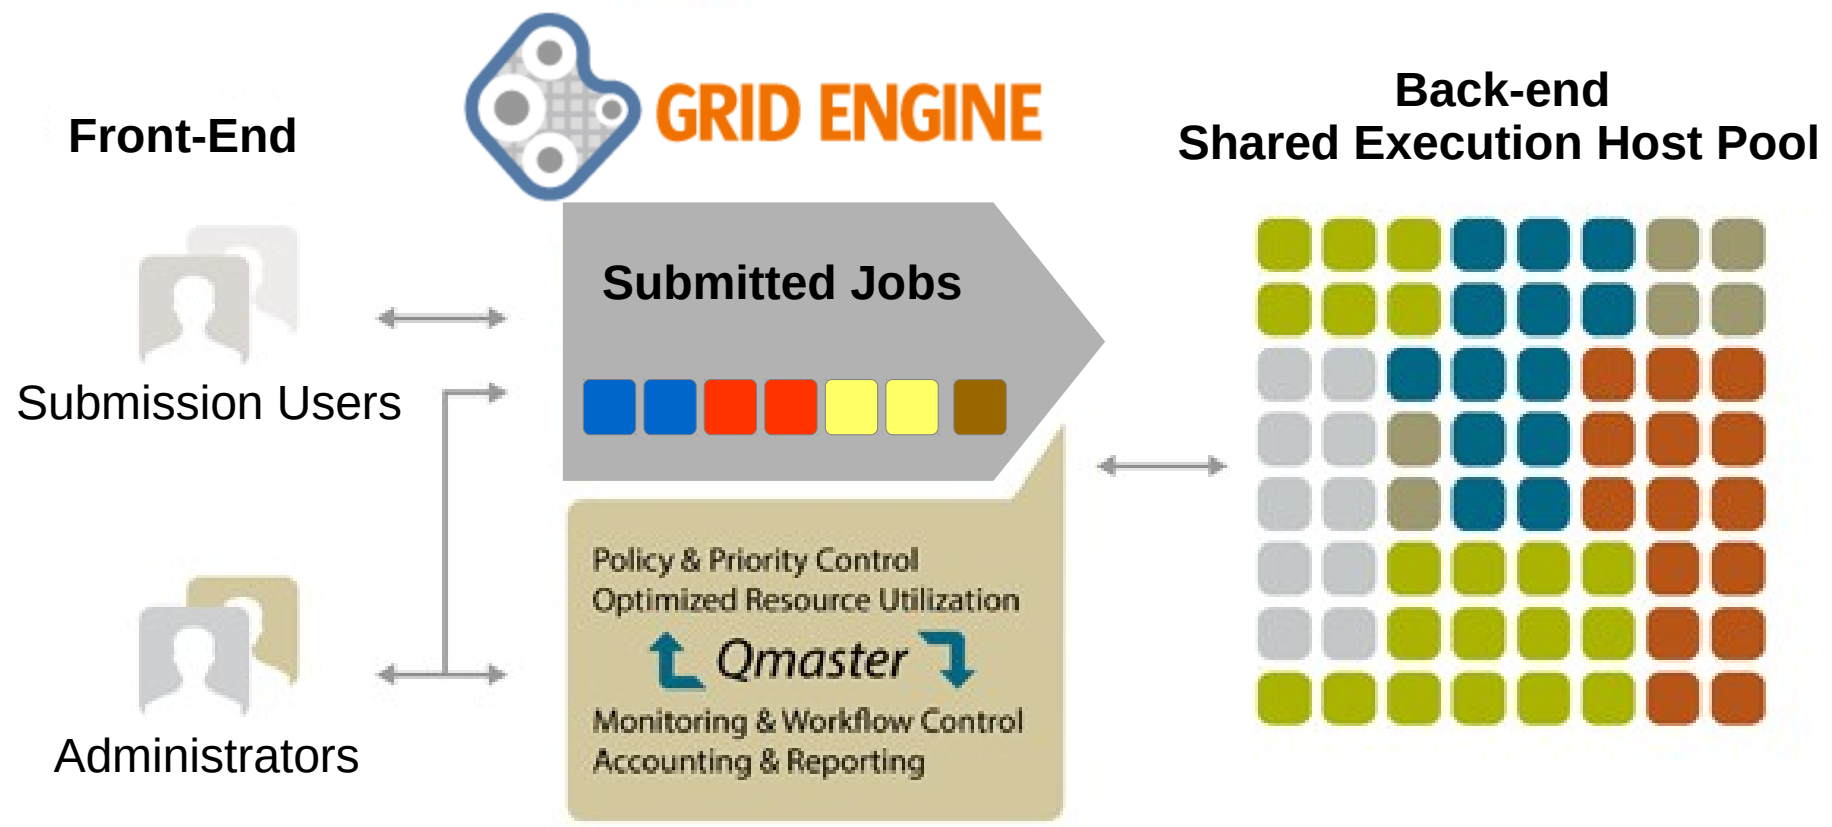 Front-End
GRID ENGINE
Back-end
Shared Execution Host Pool
Submitted Jobs
Submission Users
Administrators
Policy & Priority Control
Optimized Resource Utilization
Qmaster
Monitoring & Workflow Control
Accounting & Reporting